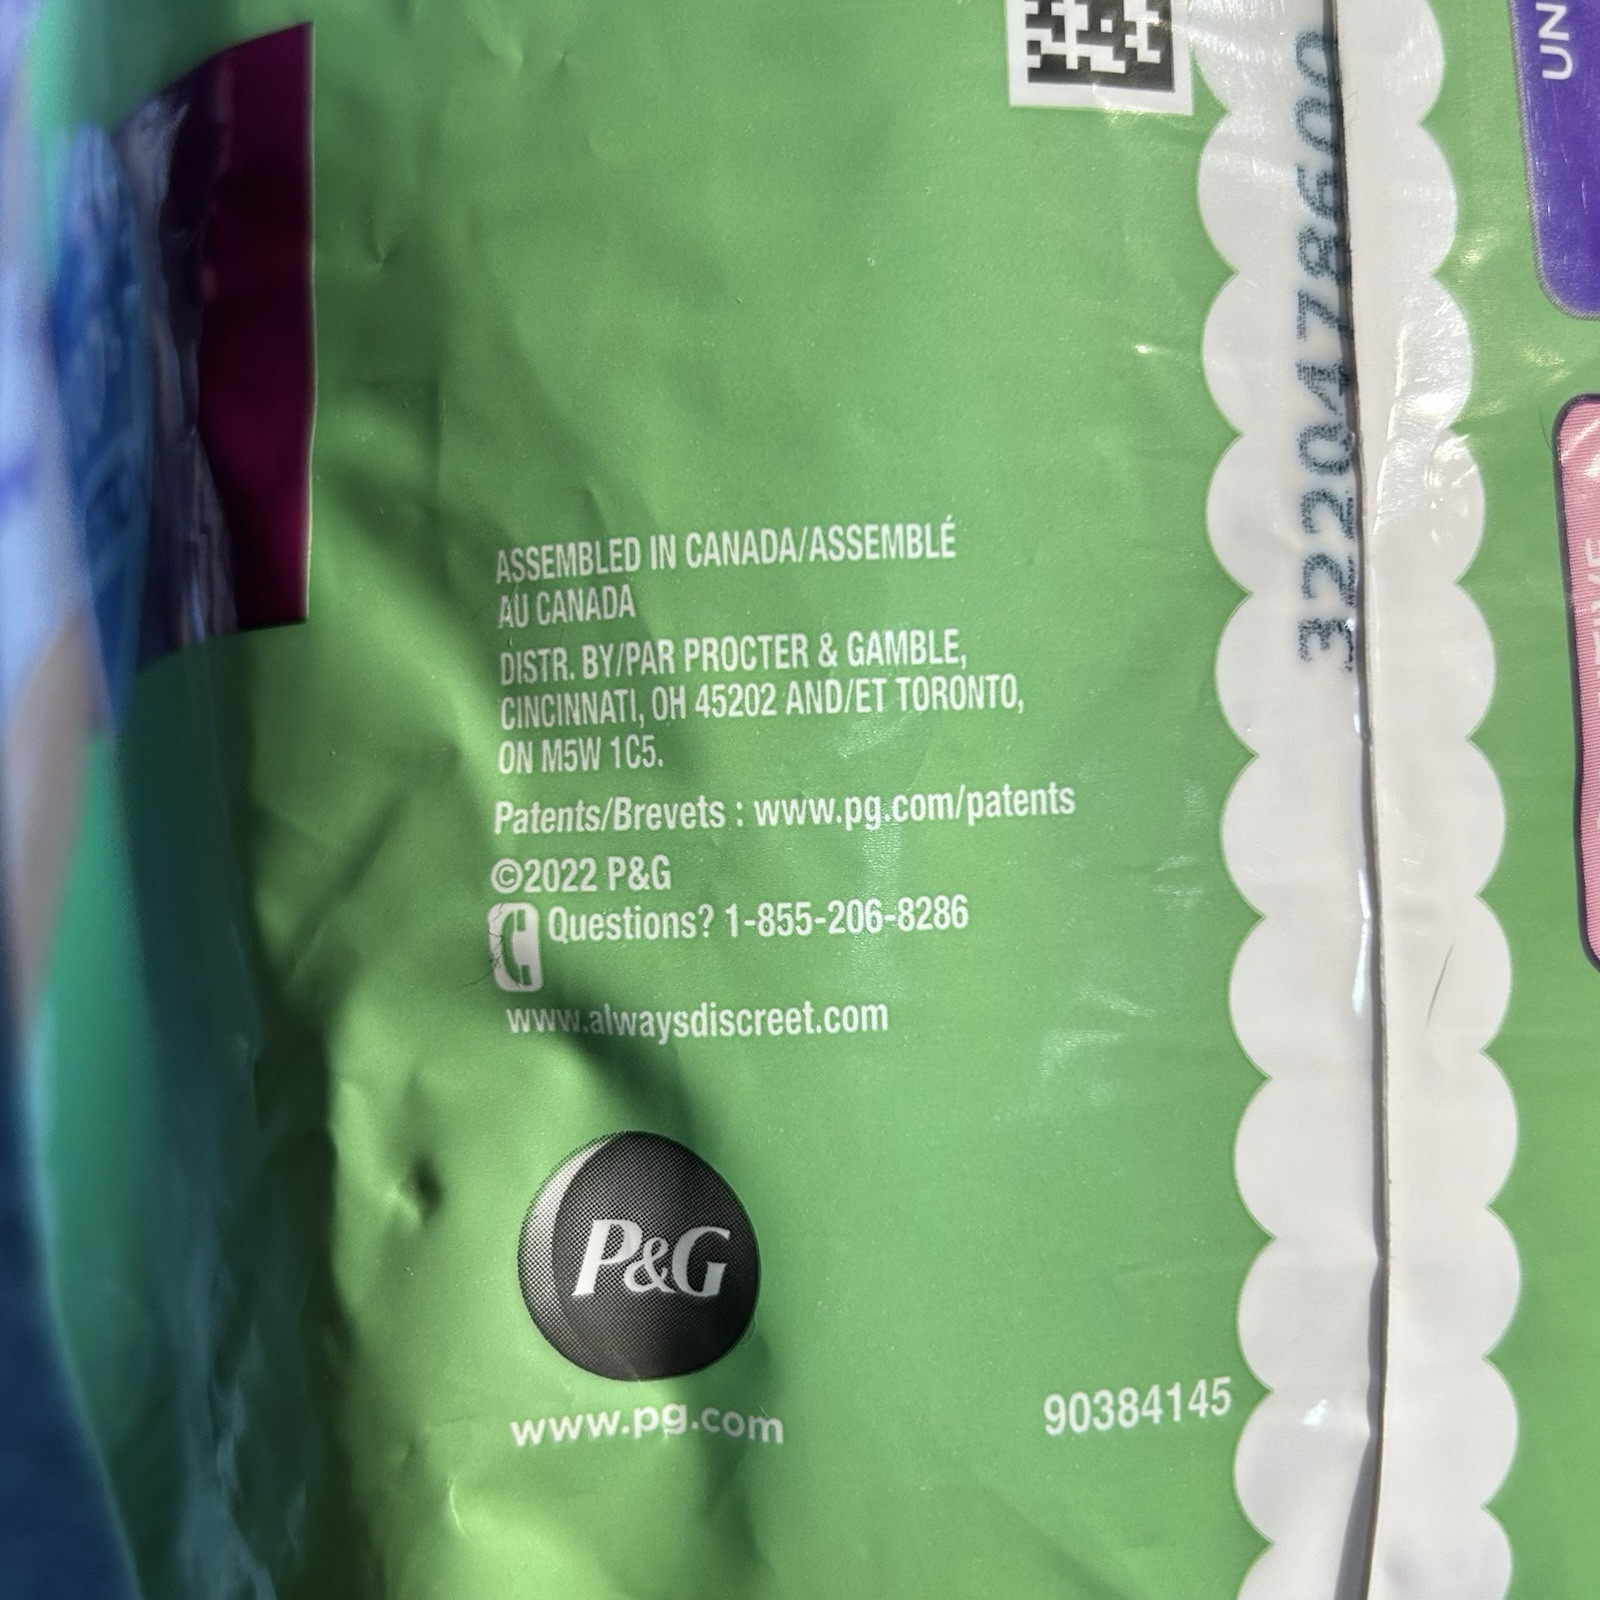 UN
3220478600
ASSEMBLED IN CANADA/ASSEMBLÉ
AU CANADA
DISTR. BY/PAR PROCTER & GAMBLE,
CINCINNATI, OH 45202 AND/ET TORONTO,
ON M5W 1C5.
Patents/Brevets : www.pg.com/patents
©2022 P&G
Questions? 1-855-206-8286
www.alwaysdiscreet.com
P&G
www.pg.com
90384145